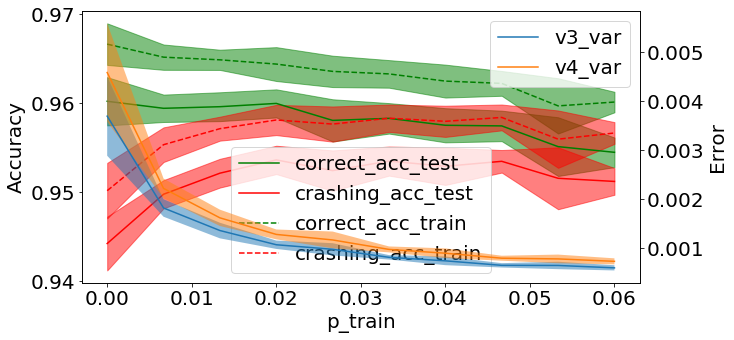 0.97
0.96
0.95
0.94
Accuracy
v3_var
v4_var
correct_acc_test
crashing_acc_test
correct_acc_train
crashing_acc_train
0.005
0.004
0.003
0.002
0.001
Error
0.00 0.01 0.02 0.03 0.04 0.05 0.06
p_train